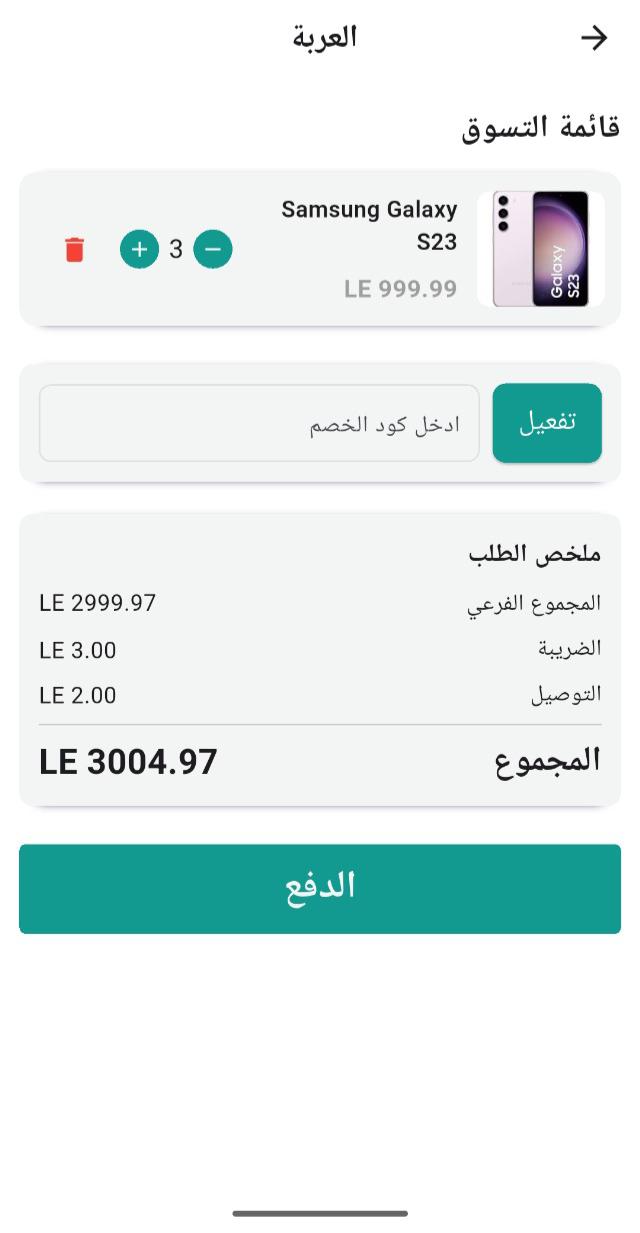 العربة
قائمة التسوق
Samsung Galaxy
S23
LE 999.99
3
Galaxy
S23
تفعيل
ادخل كود الخصم
ملخص الطلب
المجموع الفرعي LE 2999.97
الضريبة LE 3.00
التوصيل LE 2.00
المجموع LE 3004.97
الدفع